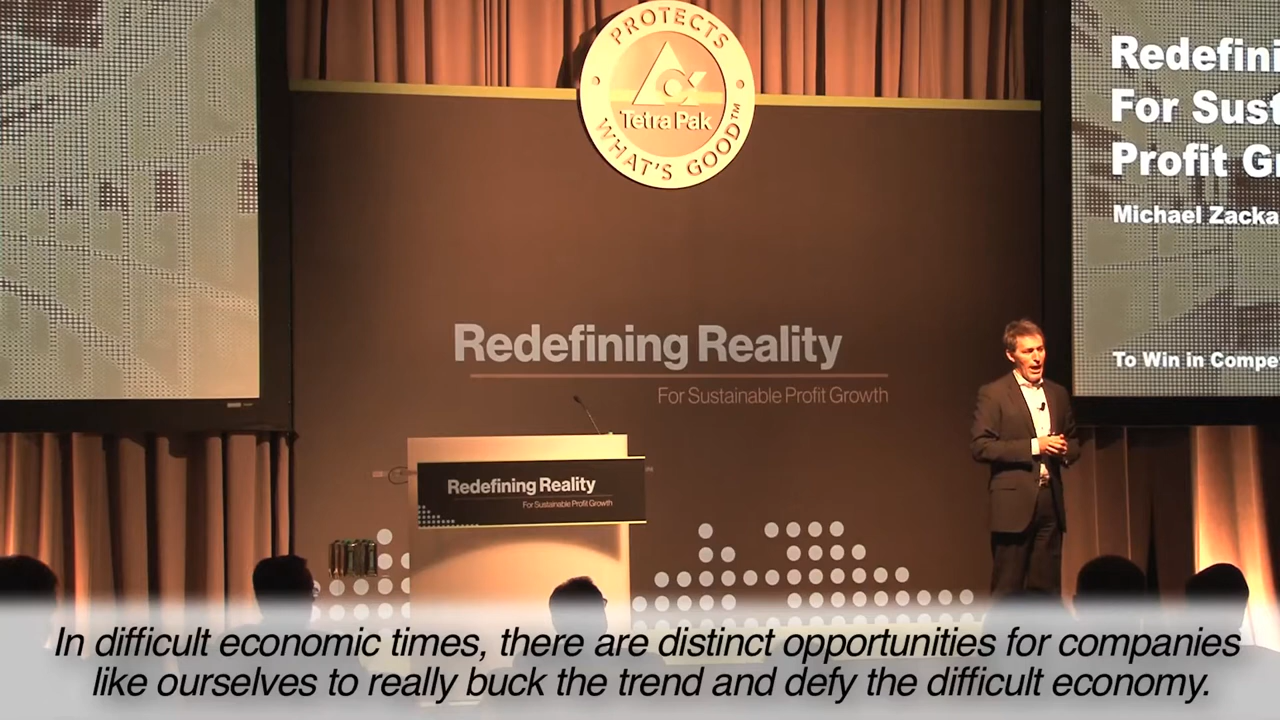 PROTECTS
Tetra Pak
WHAT'S GOOD™
Redefini
For Sus
Profit G
Michael Zacka
To Win in Compe
Redefining Reality
For Sustainable Profit Growth
Redefining Reality
For Sustainable Profit Growth
In difficult economic times, there are distinct opportunities for companies
like ourselves to really buck the trend and defy the difficult economy.